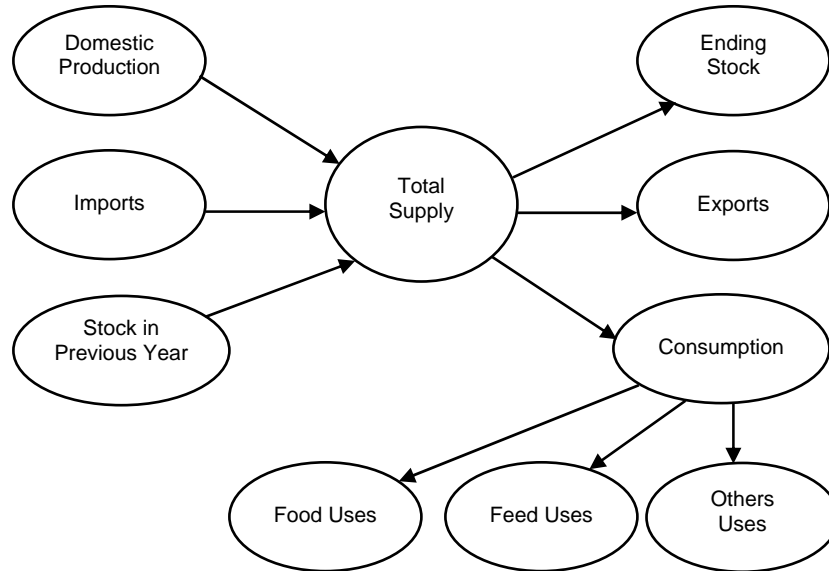 Domestic
Production
Ending
Stock
Imports
Total
Supply
Exports
Stock in
Previous Year
Consumption
Food Uses
Feed Uses
Others
Uses